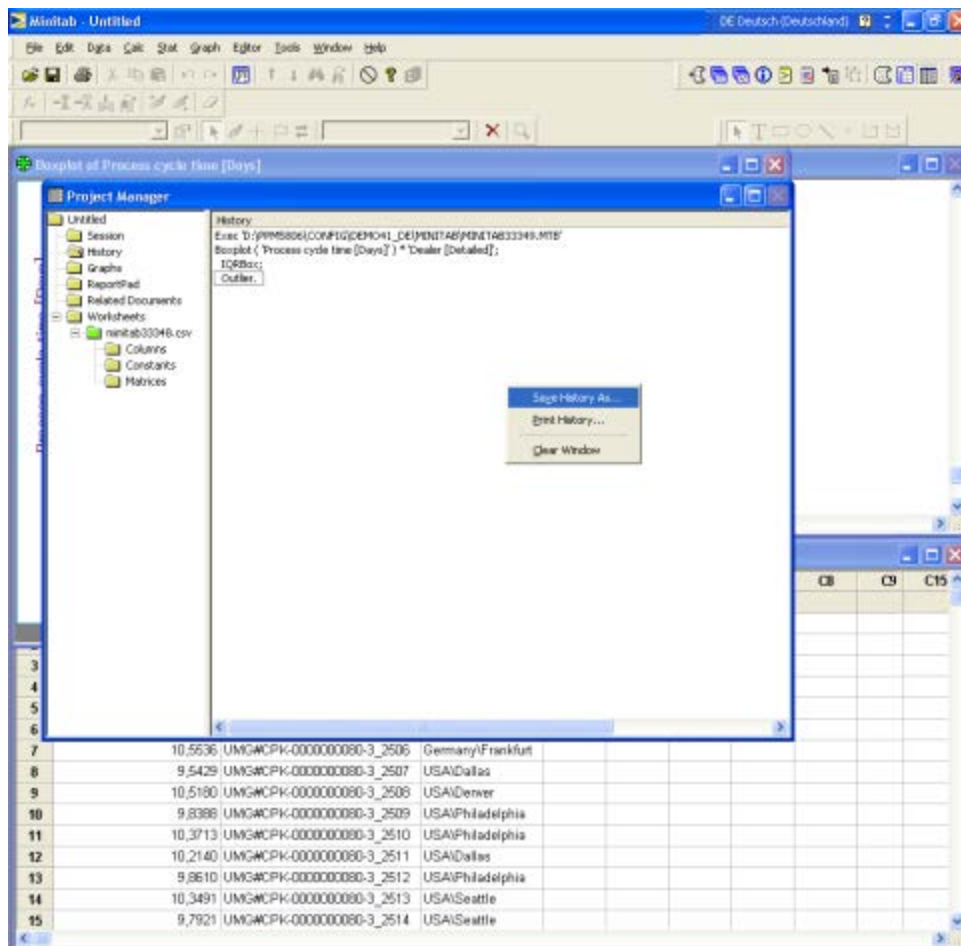 Minitab - Untitled
DE Deutsch (Deutschland)
File Edit Data Calc Stat Graph Editor Tools Window Help
Boxplot of Process cycle time [Days]
Project Manager
Untitled
Session
History
Graphs
ReportPad
Related Documents
Worksheets
minitab33348.csv
Columns
Constants
Matrices
History
Exec 'D:\PPM5806\CONFIG\DEMO41_DE\MINITAB\MINITAB33349.MTB'
Boxplot ( 'Process cycle time [Days]' ) * 'Dealer [Detailed]';
IQRBox;
Outlier.
Save History As...
Print History...
Clear Window
C8 C9 C15
3
4
5
6
7 10,5536 UMG#CPK-0000000080-3_2506 Germany\Frankfurt
8 9,5429 UMG#CPK-0000000080-3_2507 USA\Dallas
9 10,5180 UMG#CPK-0000000080-3_2508 USA\Denver
10 9,8388 UMG#CPK-0000000080-3_2509 USA\Philadelphia
11 10,3713 UMG#CPK-0000000080-3_2510 USA\Philadelphia
12 10,2140 UMG#CPK-0000000080-3_2511 USA\Dallas
13 9,8610 UMG#CPK-0000000080-3_2512 USA\Philadelphia
14 10,3491 UMG#CPK-0000000080-3_2513 USA\Seattle
15 9,7921 UMG#CPK-0000000080-3_2514 USA\Seattle